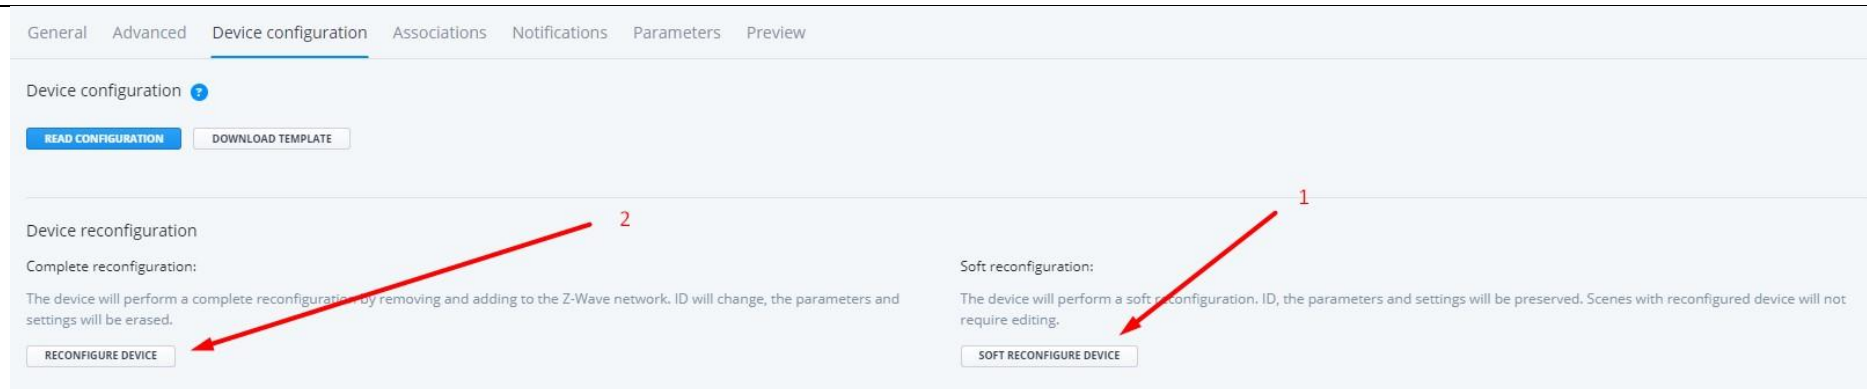 General Advanced Device configuration Associations Notifications Parameters Preview
Device configuration ?
READ CONFIGURATION DOWNLOAD TEMPLATE
1
2
Device reconfiguration
Complete reconfiguration:
The device will perform a complete reconfiguration by removing and adding to the Z-Wave network. ID will change, the parameters and
settings will be erased.
RECONFIGURE DEVICE
Soft reconfiguration:
The device will perform a soft reconfiguration. ID, the parameters and settings will be preserved. Scenes with reconfigured device will not
require editing.
SOFT RECONFIGURE DEVICE